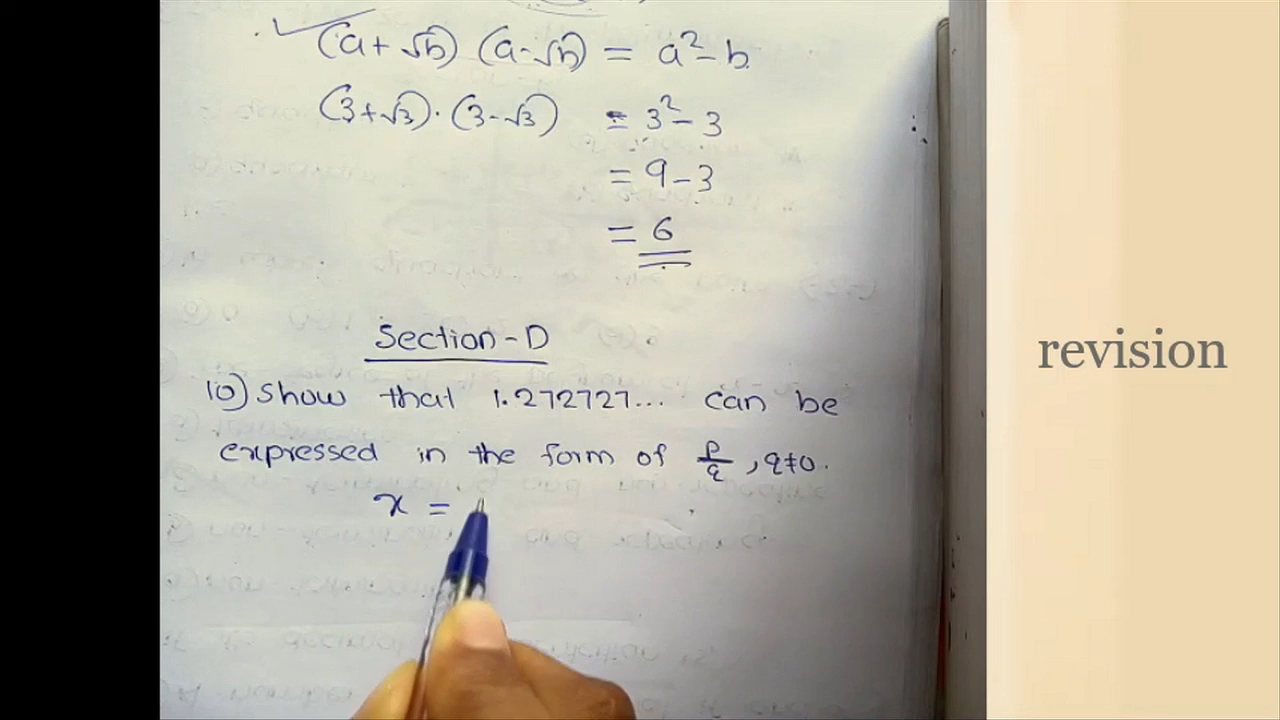 (a+√b) (a-√b) = a²-b
(3+√3).(3-√3) = 3²-3
= 9-3
= 6
Section-D
10) Show that 1.272727... can be
expressed in the form of p/q, q≠0.
x =
revision